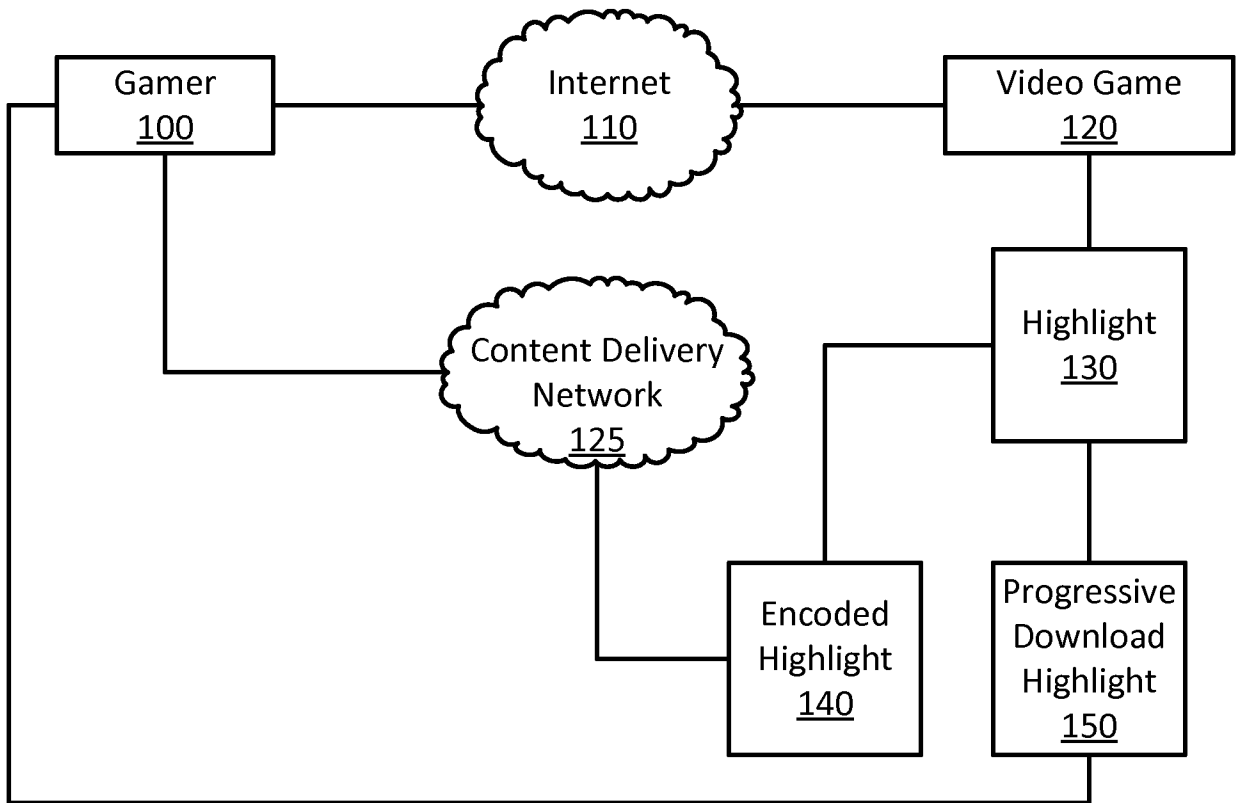 Gamer
100
Internet
110
Video Game
120
Content Delivery
Network
125
Highlight
130
Encoded
Highlight
140
Progressive
Download
Highlight
150